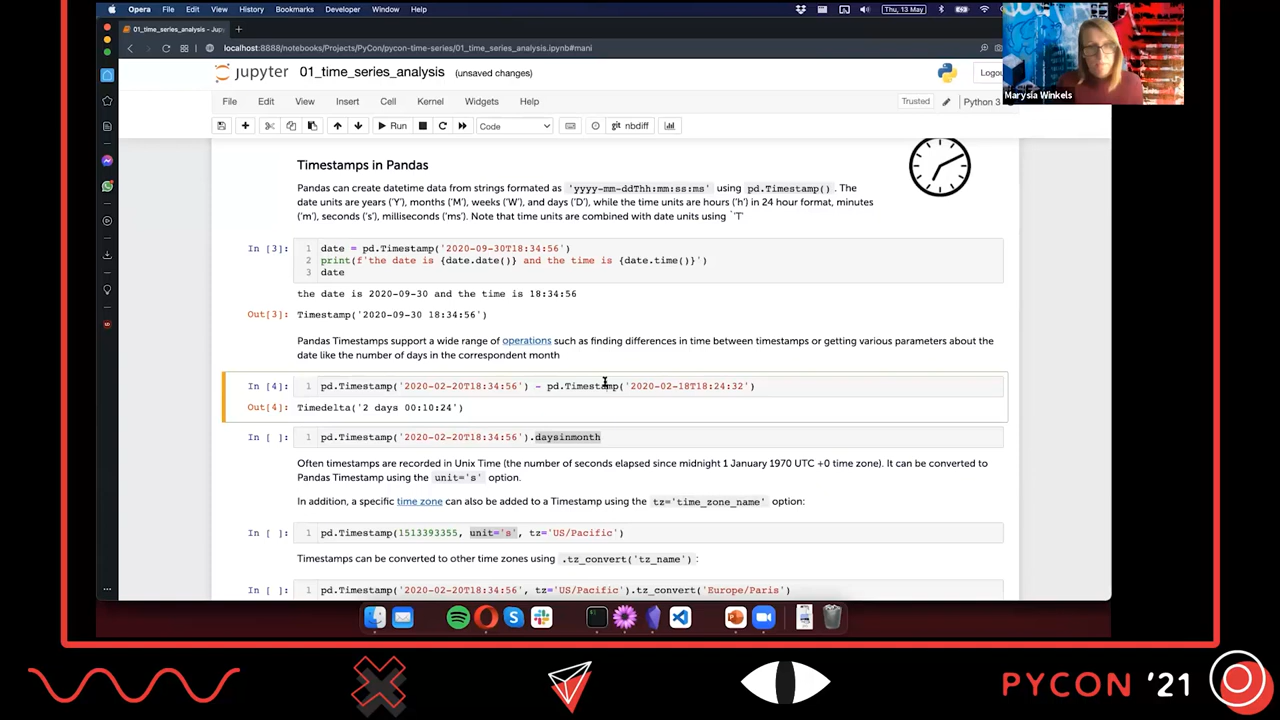 Opera File Edit View History Bookmarks Developer Window Help
Thu, 13 May
01_time_series_analysis - Jup
localhost:8888/notebooks/Projects/PyCon/pycon-time-series/01_time_series_analysis.ipynb#mani
Marysia Winkels
jupyter 01_time_series_analysis (unsaved changes)
Logou
File Edit View Insert Cell Kernel Widgets Help
Trusted
Python 3
Run
Code
nbdiff
Timestamps in Pandas
Pandas can create datetime data from strings formated as 'yyyy-mm-ddThh:mm:ss:ms' using pd.Timestamp(). The
date units are years ('Y'), months ('M'), weeks ('W'), and days ('D'), while the time units are hours ('h') in 24 hour format, minutes
('m'), seconds ('s'), milliseconds ('ms'). Note that time units are combined with date units using `'T'
In [3]:
1 date = pd.Timestamp('2020-09-30T18:34:56')
2 print(f'the date is {date.date()} and the time is {date.time()}')
3 date
the date is 2020-09-30 and the time is 18:34:56
Out[3]: Timestamp('2020-09-30 18:34:56')
Pandas Timestamps support a wide range of operations such as finding differences in time between timestamps or getting various parameters about the
date like the number of days in the correspondent month
In [4]: 1 pd.Timestamp('2020-02-20T18:34:56') - pd.Timestamp('2020-02-18T18:24:32')
Out[4]: Timedelta('2 days 00:10:24')
In [ ]: 1 pd.Timestamp('2020-02-20T18:34:56').daysinmonth
Often timestamps are recorded in Unix Time (the number of seconds elapsed since midnight 1 January 1970 UTC +0 time zone). It can be converted to
Pandas Timestamp using the unit='s' option.
In addition, a specific time zone can also be added to a Timestamp using the tz='time_zone_name' option:
In [ ]: 1 pd.Timestamp(1513393355, unit='s', tz='US/Pacific')
Timestamps can be converted to other time zones using .tz_convert('tz_name'):
In [ ]: 1 pd.Timestamp('2020-02-20T18:34:56', tz='US/Pacific').tz_convert('Europe/Paris')
PYCON '21